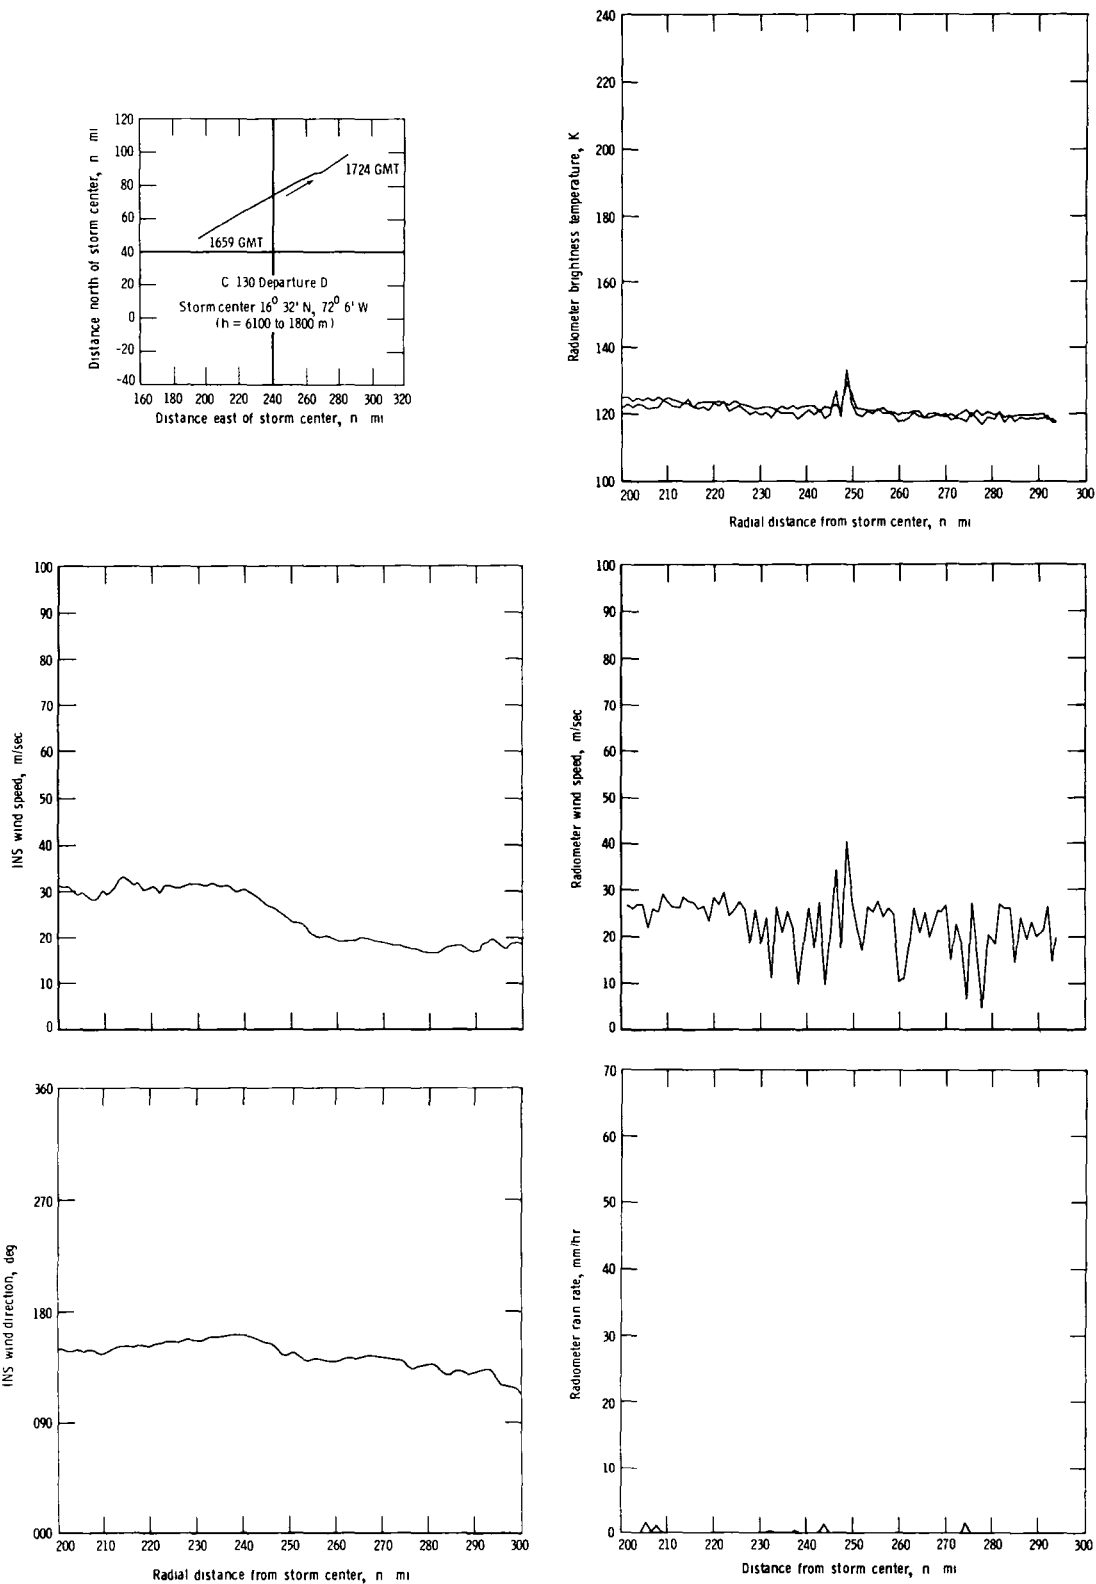 120
100
80
60
40
20
0
-20
-40
160 180 200 220 240 260 280 300 320
Distance north of storm center, n mi
Distance east of storm center, n mi
1724 GMT
1659 GMT
C 130 Departure D
Storm center 16° 32' N, 72° 6' W
(h = 6100 to 1800 m)
240
220
200
180
160
140
120
100
200 210 220 230 240 250 260 270 280 290 300
Radiometer brightness temperature, K
Radial distance from storm center, n mi
100
90
80
70
60
50
40
30
20
10
0
INS wind speed, m/sec
100
90
80
70
60
50
40
30
20
10
0
Radiometer wind speed, m/sec
360
270
180
090
000
200 210 220 230 240 250 260 270 280 290 300
INS wind direction, deg
Radial distance from storm center, n mi
70
60
50
40
30
20
10
0
200 210 220 230 240 250 260 270 280 290 300
Radiometer rain rate, mm/hr
Distance from storm center, n mi